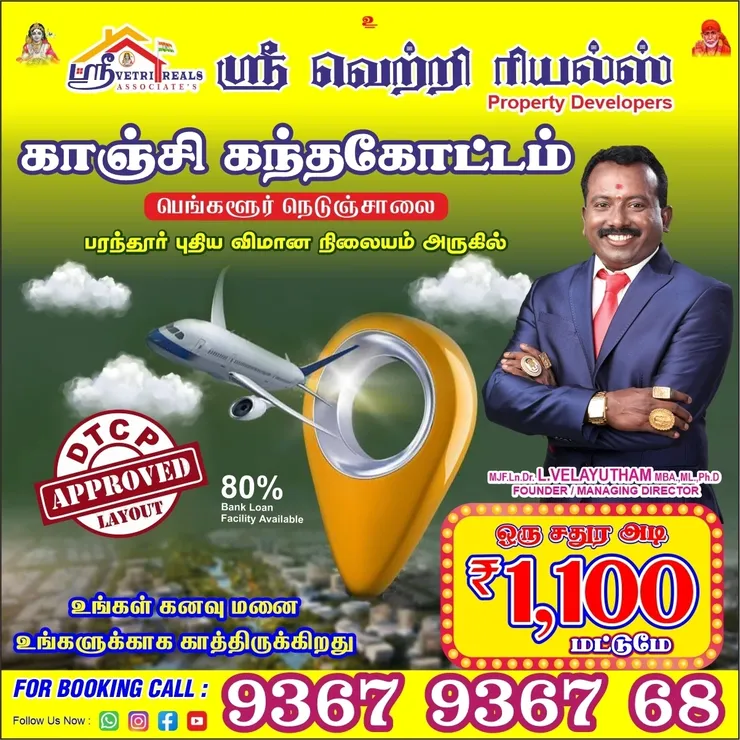 உ
ஸ்ரீ VETRI REALS
ASSOCIATE'S
ஸ்ரீ வெற்றி ரியல்ஸ்
Property Developers
காஞ்சி கந்தகோட்டம்
பெங்களூர் நெடுஞ்சாலை
பரந்தூர் புதிய விமான நிலையம் அருகில்
DTCP
APPROVED
LAYOUT
80%
Bank Loan
Facility Available
MJF.Ln.Dr. L.VELAYUTHAM MBA.,ML.,Ph.D
FOUNDER / MANAGING DIRECTOR
ஒரு சதுர அடி
₹1,100
மட்டுமே
உங்கள் கனவு மனை
உங்களுக்காக காத்திருக்கிறது
FOR BOOKING CALL : 9367 9367 68
Follow Us Now :